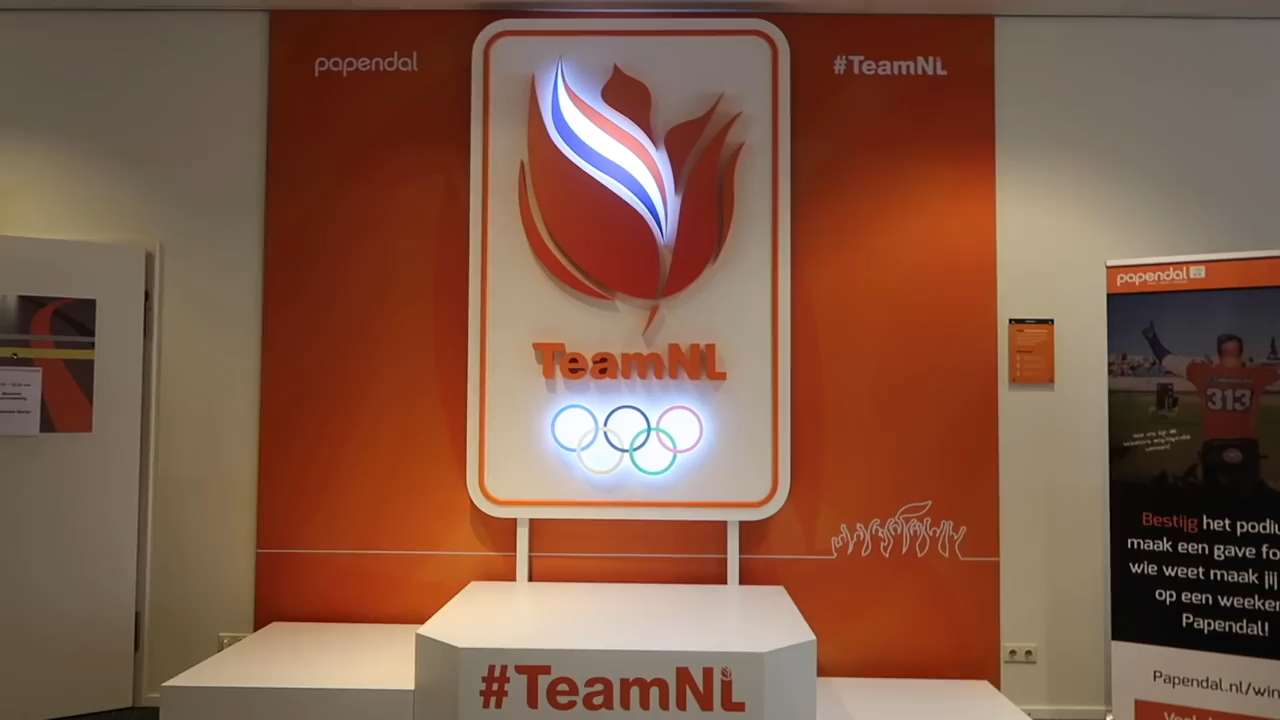 papendal
#TeamNL
TeamNL
papendal
313
Bestijg het podiu
maak een gave fo
wie weet maak jij
op een weeken
Papendal!
Papendal.nl/win
#TeamNL